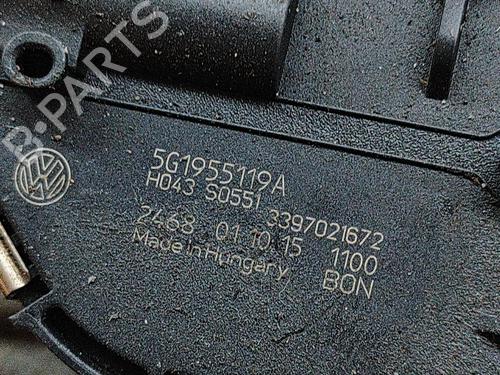 B-PARTS
5G1955119A
H043 S0551
3397021672
2468 01.10.15 1100
Made in Hungary BON